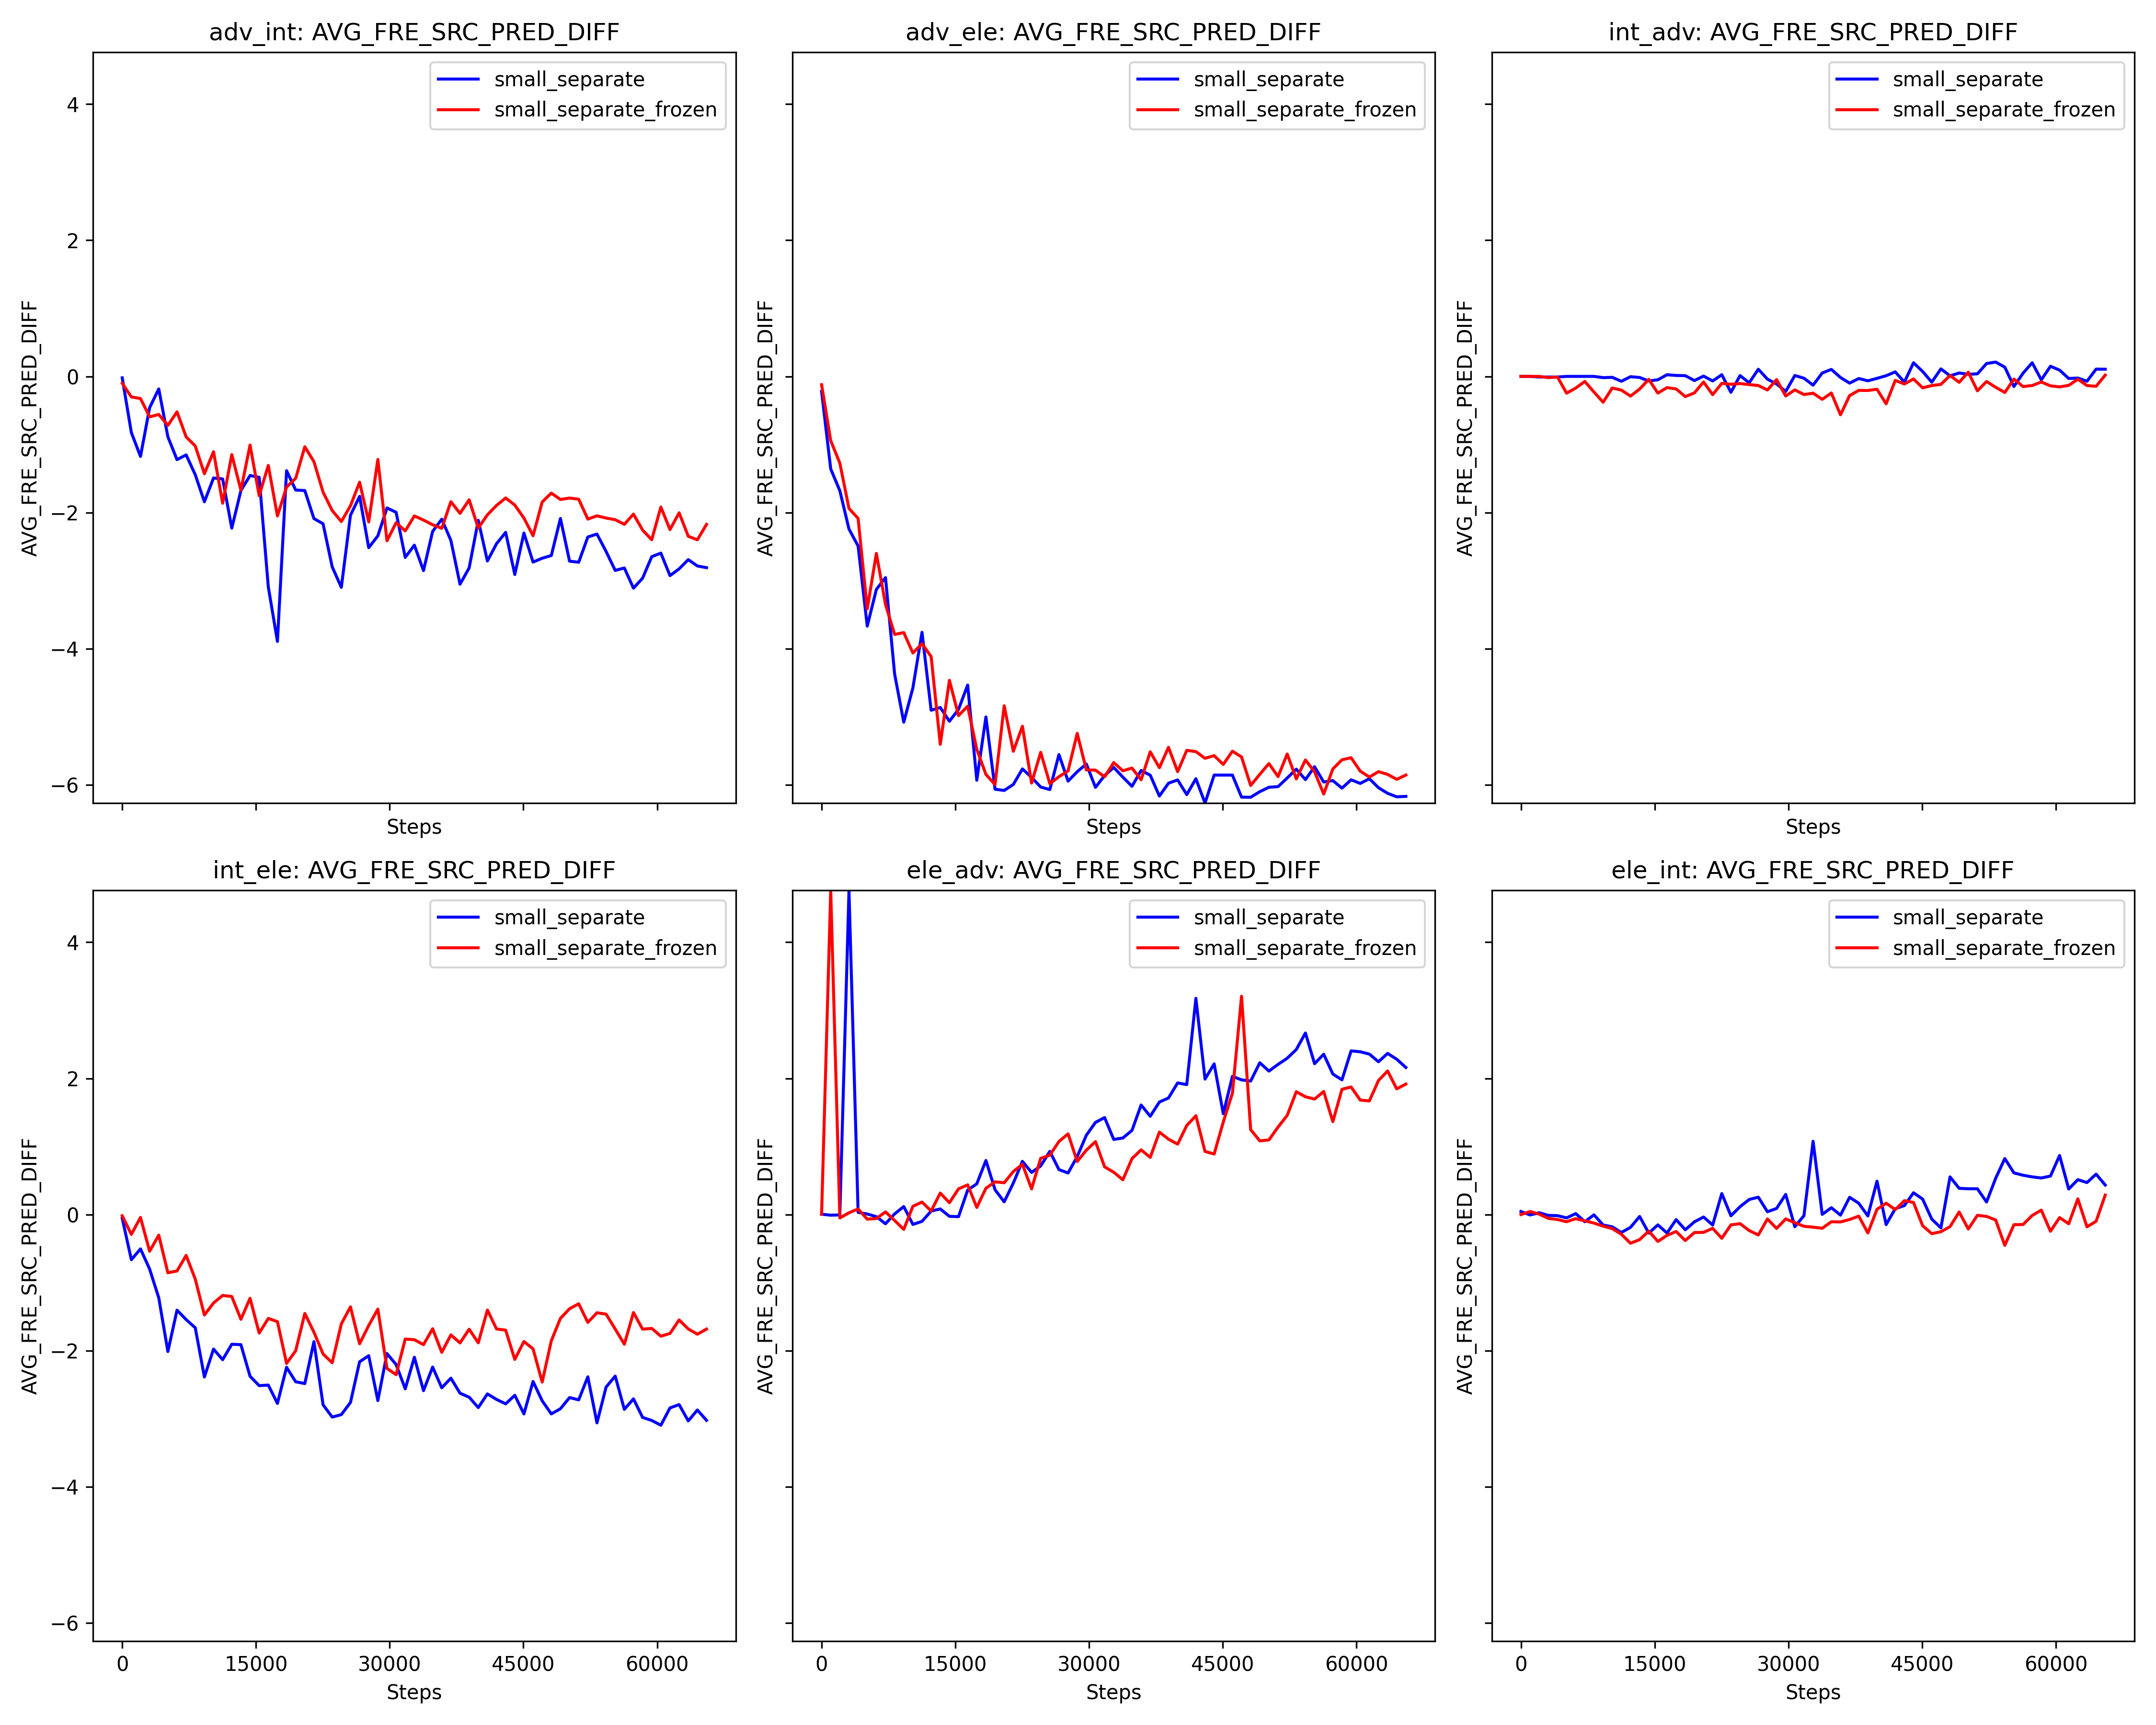 adv_int: AVG_FRE_SRC_PRED_DIFF
small_separate
small_separate_frozen
AVG_FRE_SRC_PRED_DIFF
4
2
0
−2
−4
−6
Steps
adv_ele: AVG_FRE_SRC_PRED_DIFF
small_separate
small_separate_frozen
AVG_FRE_SRC_PRED_DIFF
Steps
int_adv: AVG_FRE_SRC_PRED_DIFF
small_separate
small_separate_frozen
AVG_FRE_SRC_PRED_DIFF
Steps
int_ele: AVG_FRE_SRC_PRED_DIFF
small_separate
small_separate_frozen
AVG_FRE_SRC_PRED_DIFF
4
2
0
−2
−4
−6
0 15000 30000 45000 60000
Steps
ele_adv: AVG_FRE_SRC_PRED_DIFF
small_separate
small_separate_frozen
AVG_FRE_SRC_PRED_DIFF
0 15000 30000 45000 60000
Steps
ele_int: AVG_FRE_SRC_PRED_DIFF
small_separate
small_separate_frozen
AVG_FRE_SRC_PRED_DIFF
0 15000 30000 45000 60000
Steps